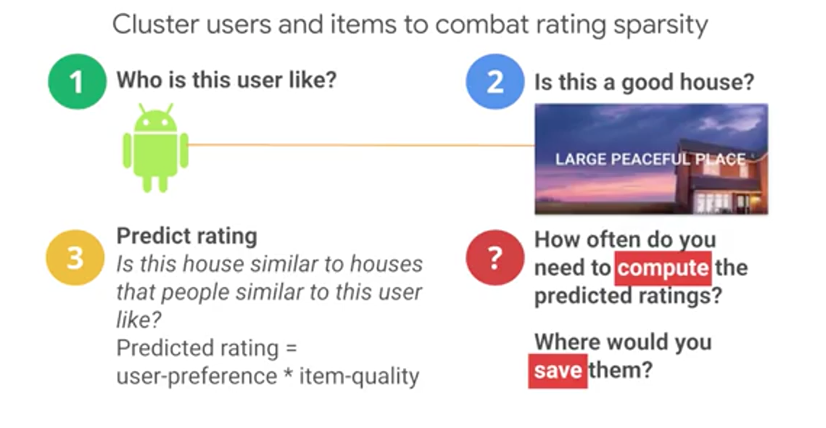 Cluster users and items to combat rating sparsity
1
Who is this user like?
2
Is this a good house?
LARGE PEACEFUL PLACE
3
Predict rating
Is this house similar to houses
that people similar to this user
like?
Predicted rating =
user-preference * item-quality
?
How often do you
need to compute the
predicted ratings?
Where would you
save them?